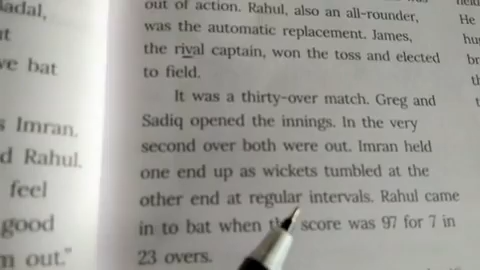 out of action. Rahul, also an all-rounder,
was the automatic replacement. James,
the rival captain, won the toss and elected
to field.
It was a thirty-over match. Greg and
Sadiq opened the innings. In the very
second over both were out. Imran held
one end up as wickets tumbled at the
other end at regular intervals. Rahul came
in to bat when the score was 97 for 7 in
23 overs.
ve bat
s Imran,
d Rahul.
feel
good
m out."
He